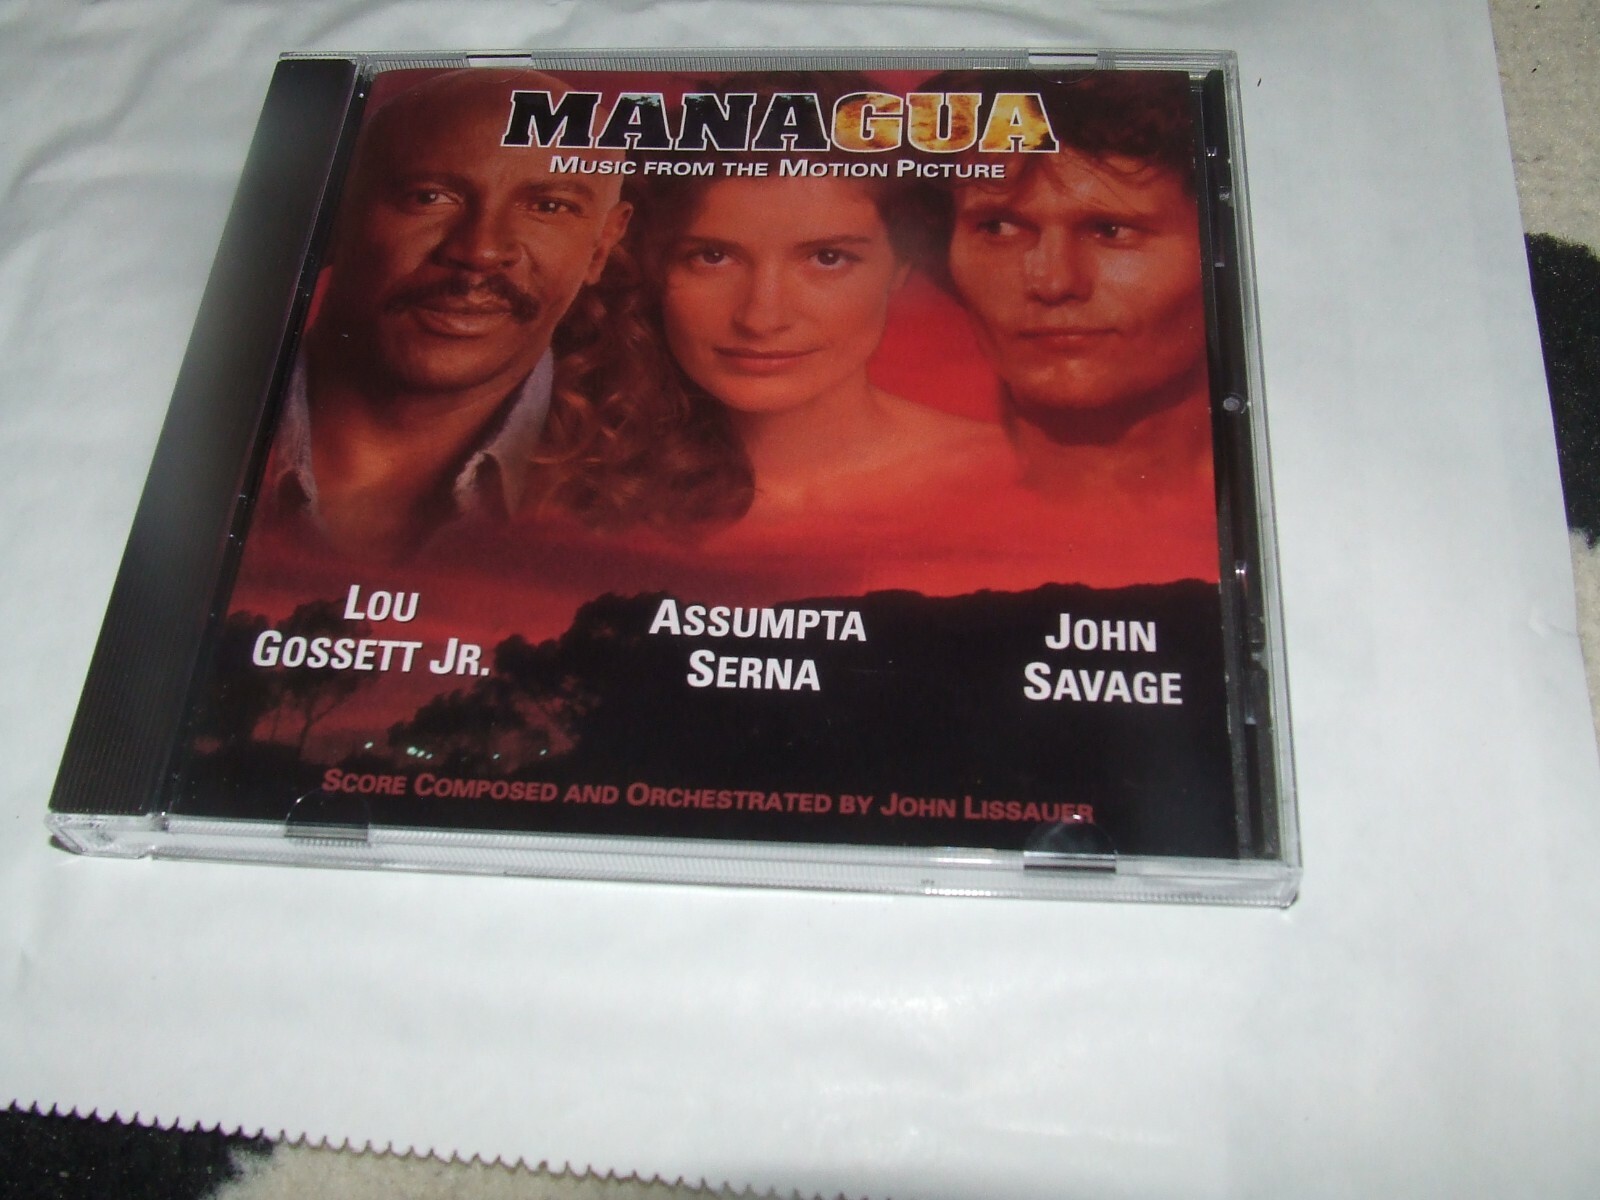 MANAGUA
MUSIC FROM THE MOTION PICTURE
LOU GOSSETT JR.
ASSUMPTA SERNA
JOHN SAVAGE
SCORE COMPOSED AND ORCHESTRATED BY JOHN LISSAUER